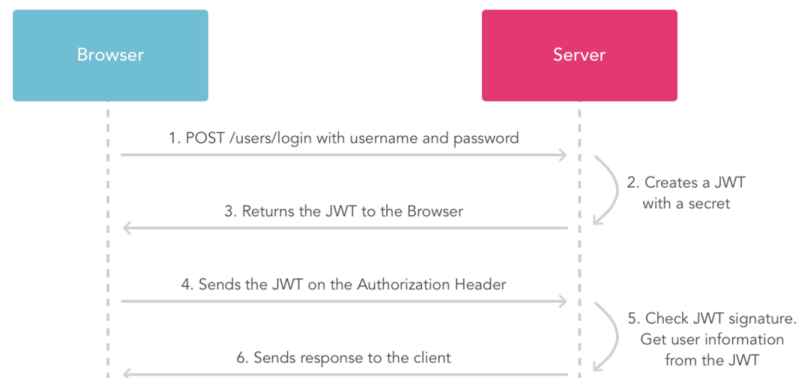 Browser
Server
1. POST /users/login with username and password
2. Creates a JWT
with a secret
3. Returns the JWT to the Browser
4. Sends the JWT on the Authorization Header
5. Check JWT signature.
Get user information
from the JWT
6. Sends response to the client